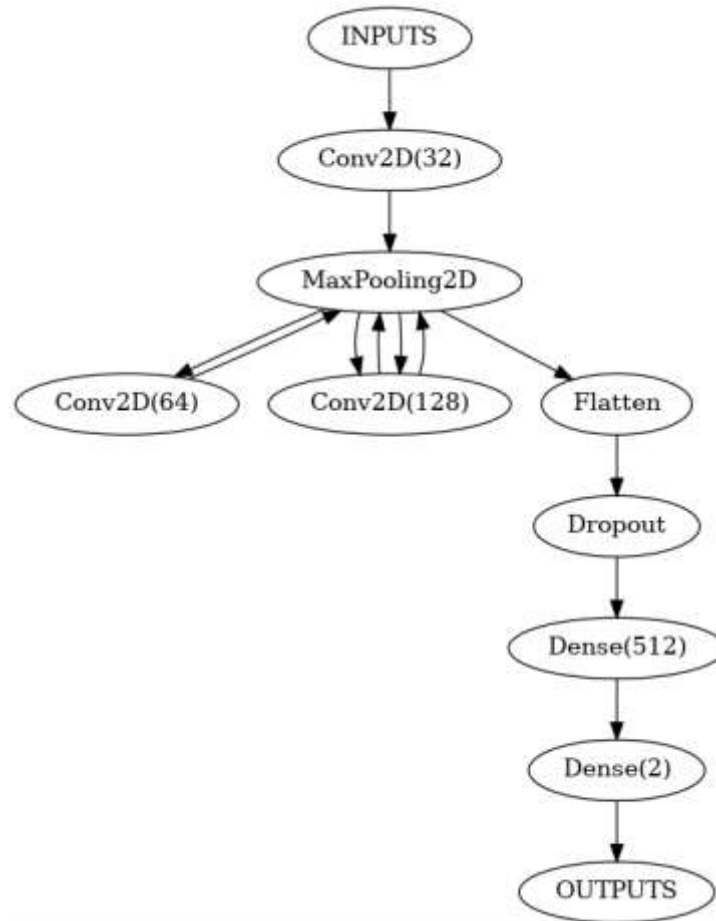 INPUTS
Conv2D(32)
MaxPooling2D
Conv2D(64)
Conv2D(128)
Flatten
Dropout
Dense(512)
Dense(2)
OUTPUTS